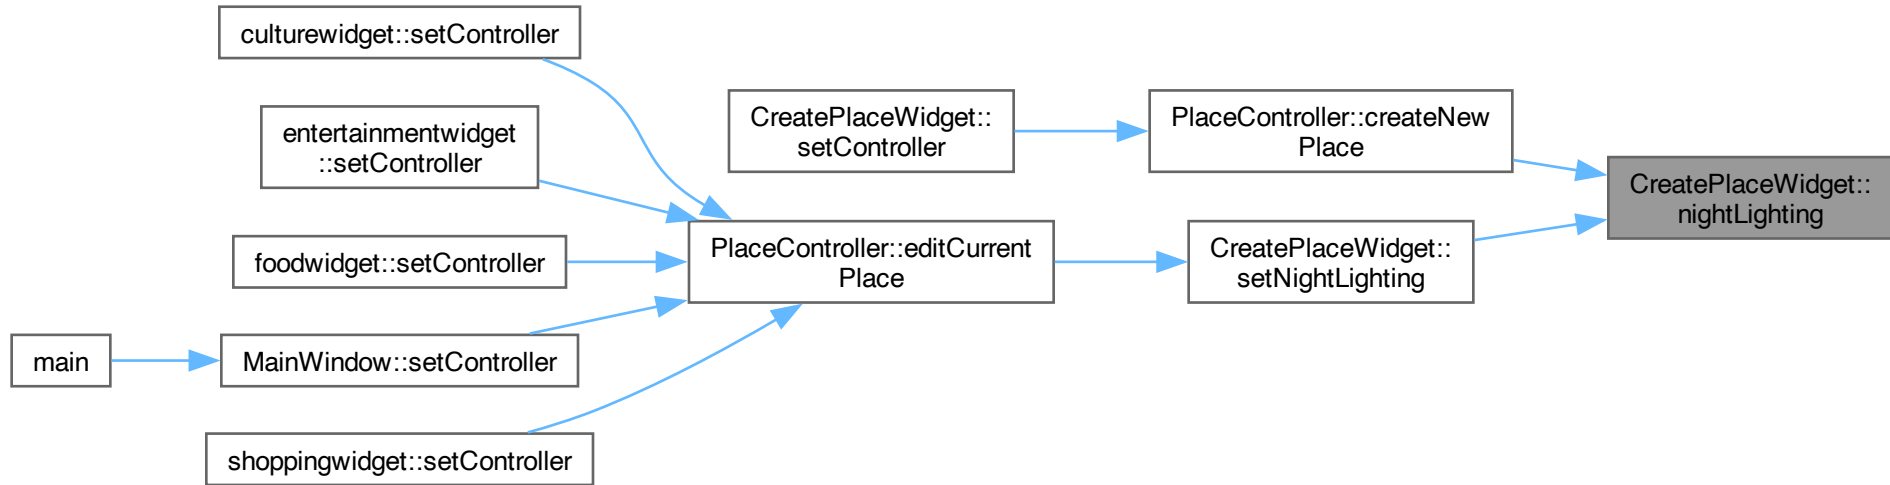 culturewidget::setController
entertainmentwidget
::setController
foodwidget::setController
main
MainWindow::setController
shoppingwidget::setController
CreatePlaceWidget::
setController
PlaceController::editCurrent
Place
PlaceController::createNew
Place
CreatePlaceWidget::
setNightLighting
CreatePlaceWidget::
nightLighting